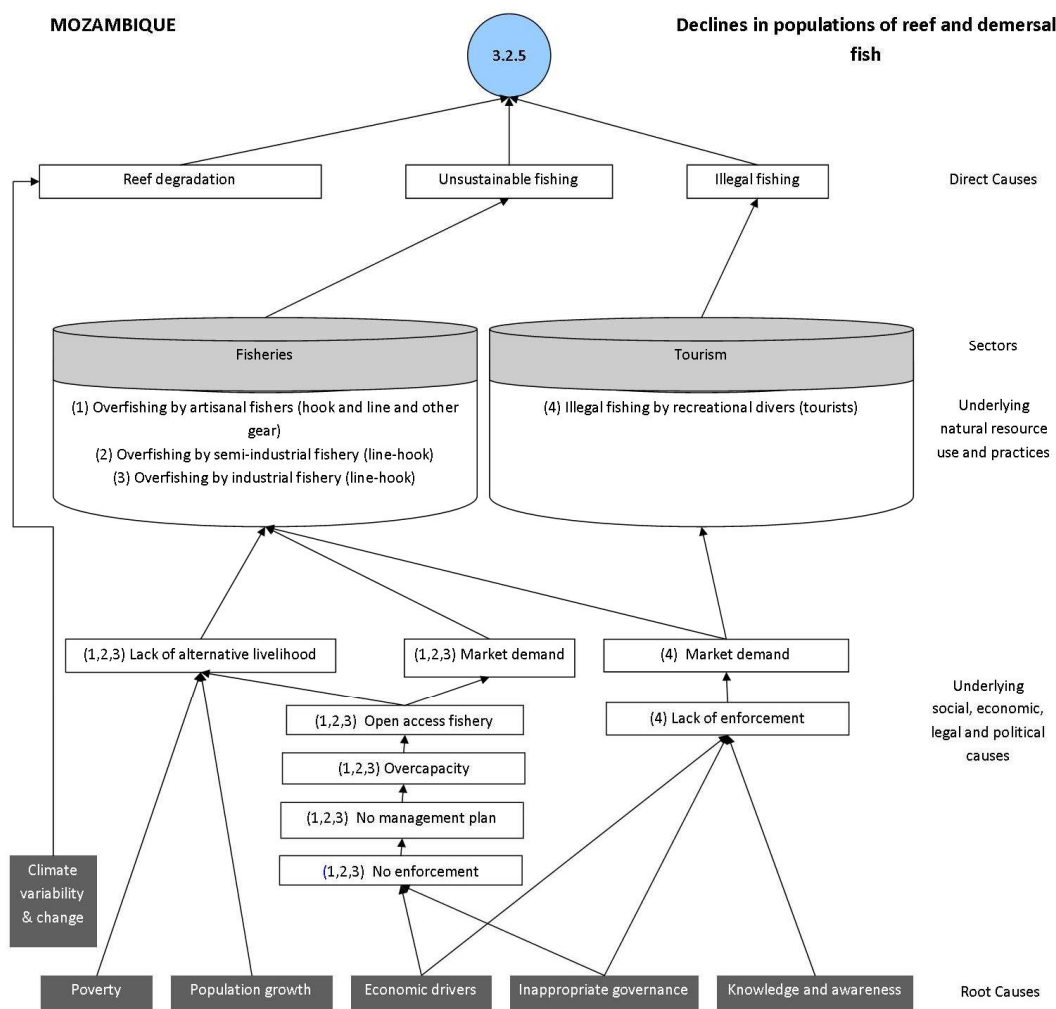 MOZAMBIQUE
Declines in populations of reef and demersal
fish
3.2.5
Reef degradation
Unsustainable fishing
Illegal fishing
Direct Causes
Fisheries
Tourism
Sectors
(1) Overfishing by artisanal fishers (hook and line and other
gear)
(2) Overfishing by semi-industrial fishery (line-hook)
(3) Overfishing by industrial fishery (line-hook)
(4) Illegal fishing by recreational divers (tourists)
Underlying
natural resource
use and practices
(1,2,3) Lack of alternative livelihood
(1,2,3) Market demand
(4) Market demand
(1,2,3) Open access fishery
(4) Lack of enforcement
(1,2,3) Overcapacity
(1,2,3) No management plan
(1,2,3) No enforcement
Underlying
social, economic,
legal and political
causes
Climate
variability
& change
Poverty
Population growth
Economic drivers
Inappropriate governance
Knowledge and awareness
Root Causes